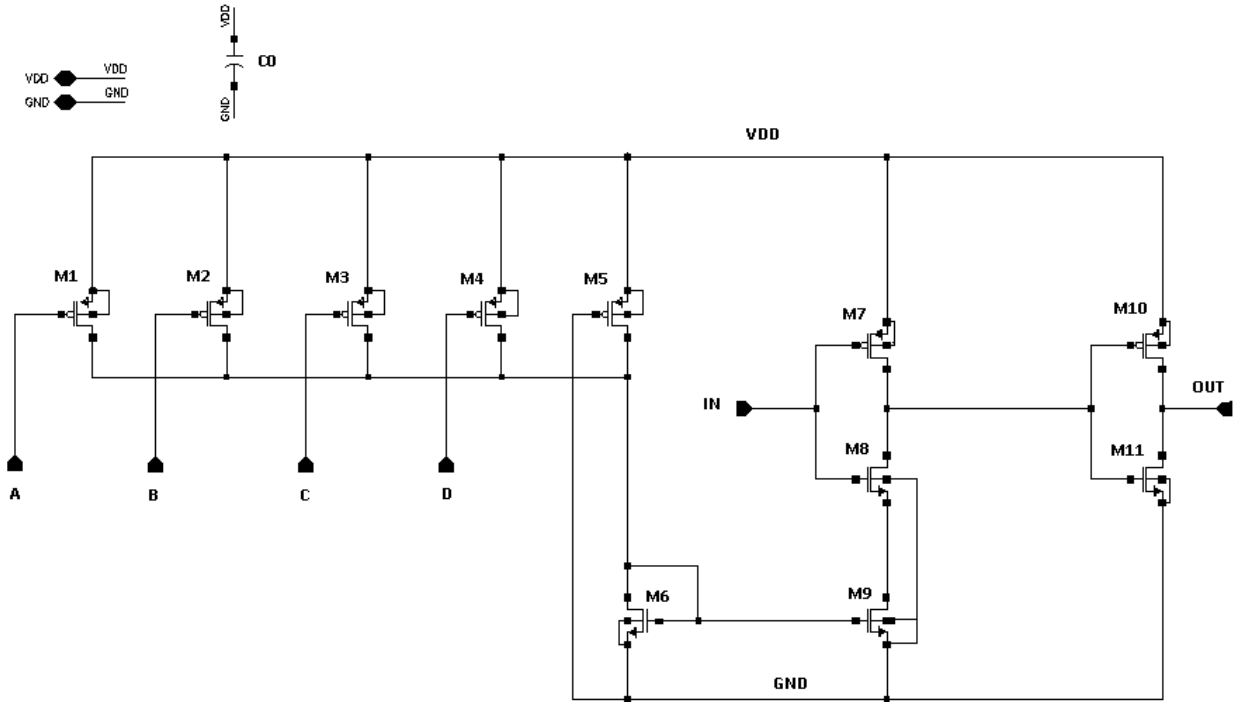 VDD
C0
VDD VDD
GND GND
GND
VDD
M1 M2 M3 M4 M5
M7 M10
IN OUT
M8 M11
A B C D
M6 M9
GND